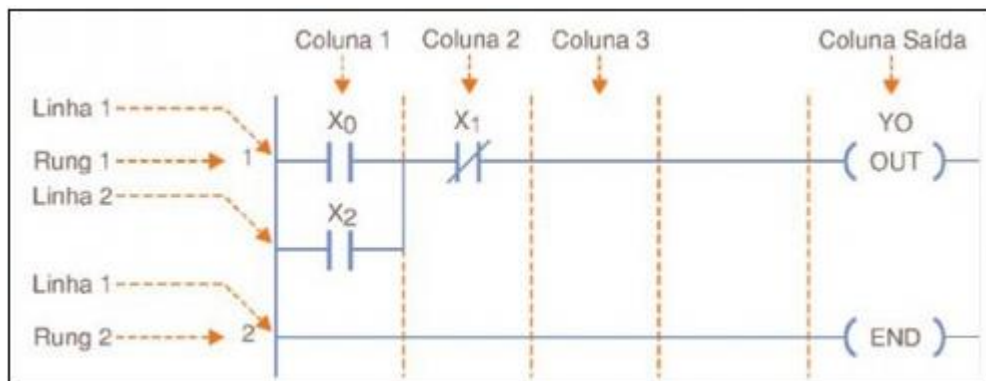 Coluna 1 Coluna 2 Coluna 3 Coluna Saída
Linha 1
X0 X1 YO
Rung 1 1 OUT
Linha 2
X2
Linha 1
Rung 2 2 END